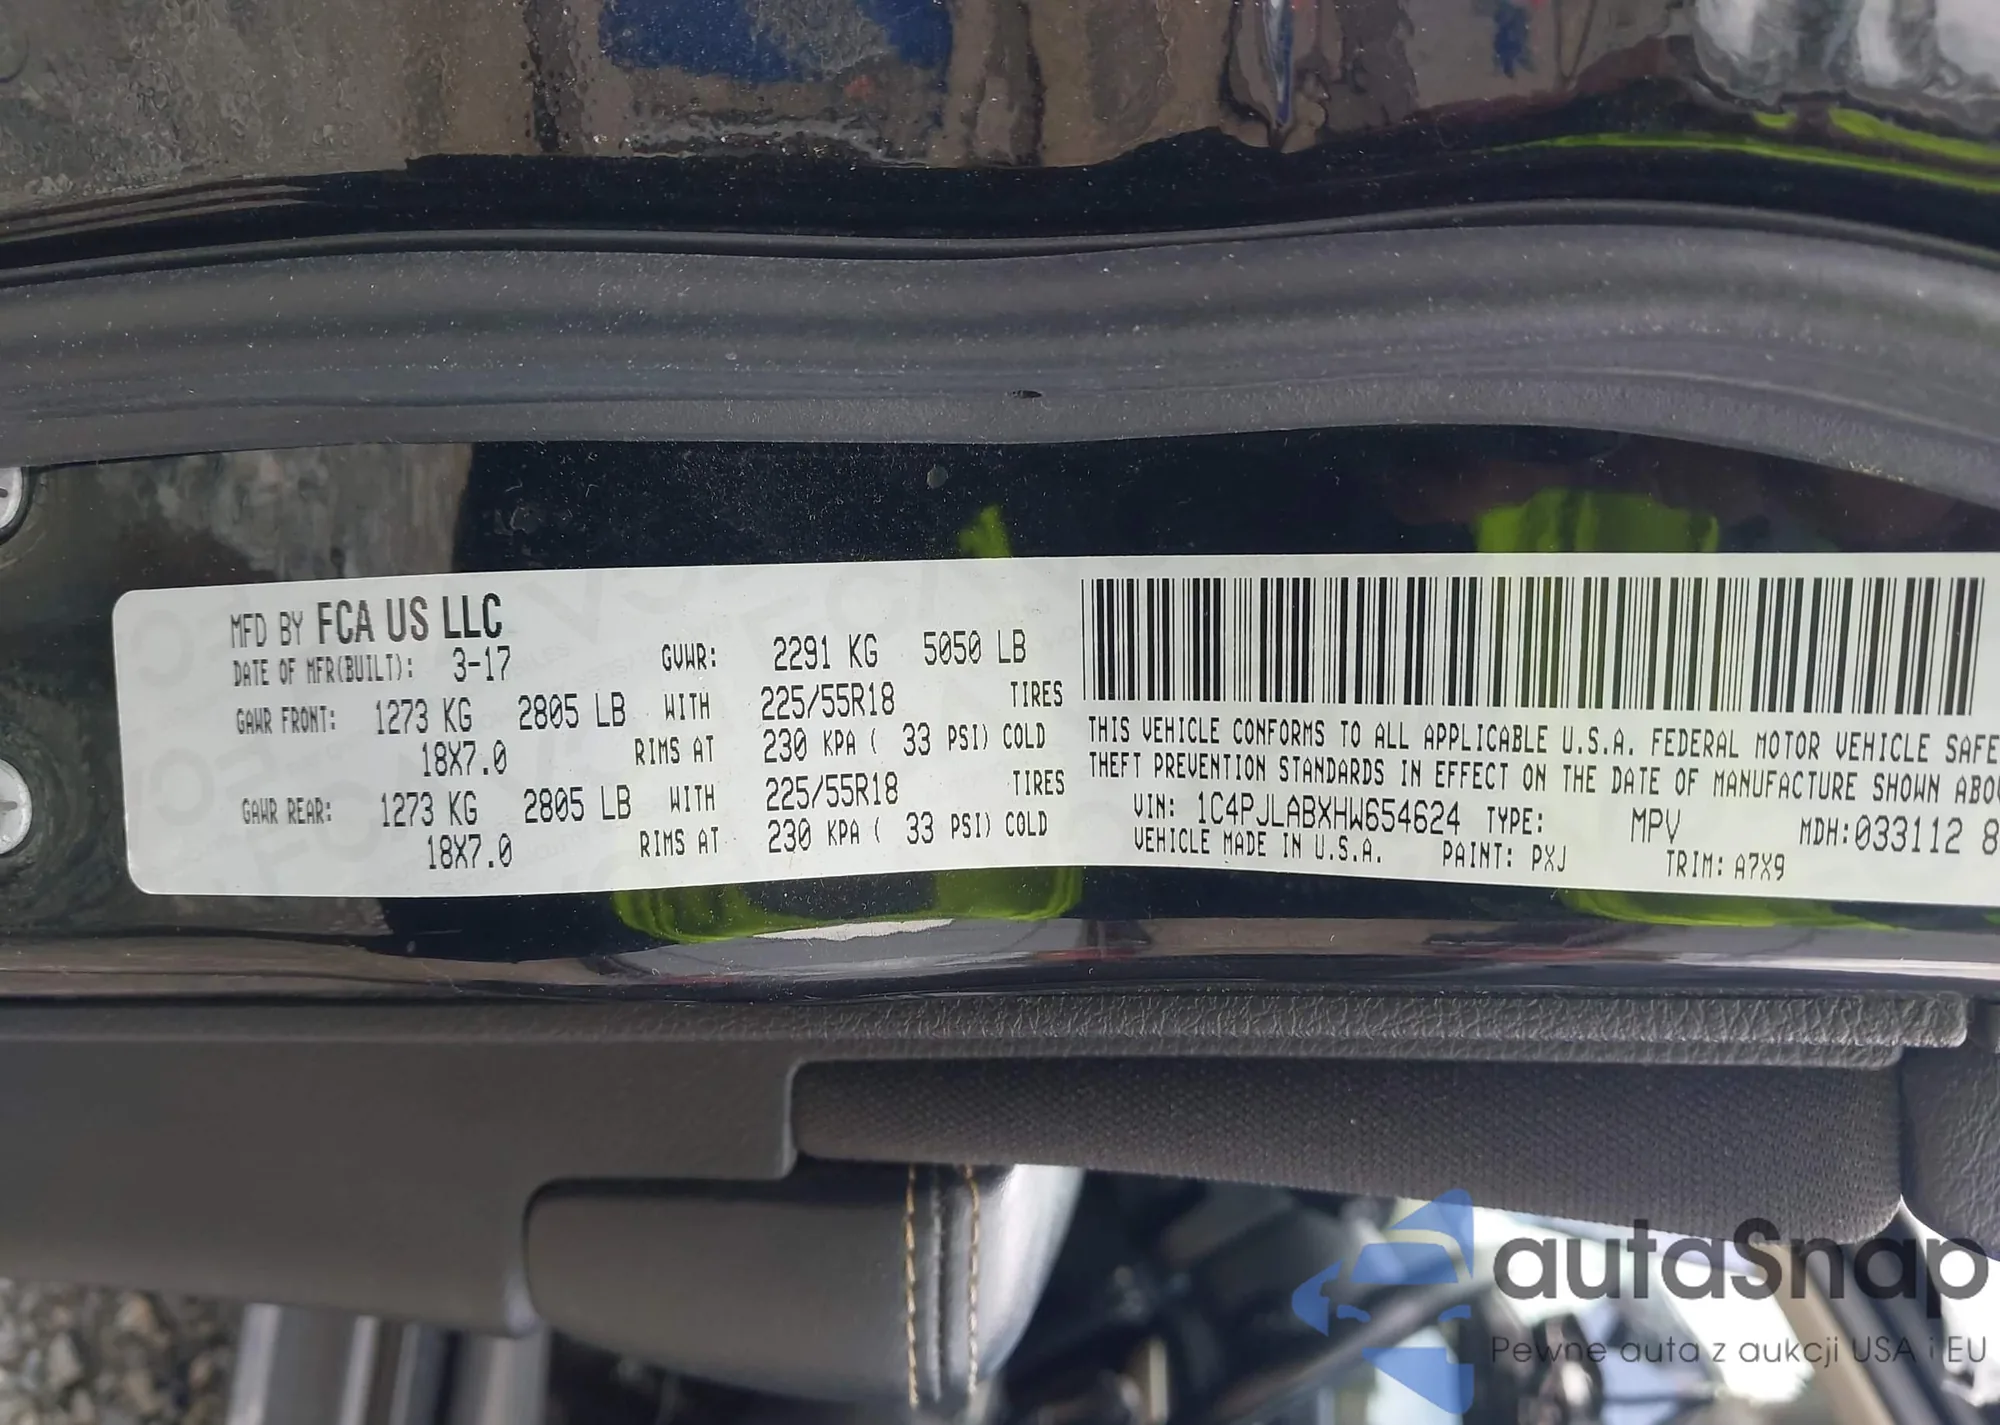 MFD BY FCA US LLC
DATE OF MFR(BUILT): 3-17 GVWR: 2291 KG 5050 LB
GAWR FRONT: 1273 KG 2805 LB WITH 225/55R18 TIRES
18X7.0 RIMS AT 230 KPA ( 33 PSI) COLD
GAWR REAR: 1273 KG 2805 LB WITH 225/55R18 TIRES
18X7.0 RIMS AT 230 KPA ( 33 PSI) COLD
THIS VEHICLE CONFORMS TO ALL APPLICABLE U.S.A. FEDERAL MOTOR VEHICLE SAFE
THEFT PREVENTION STANDARDS IN EFFECT ON THE DATE OF MANUFACTURE SHOWN ABO
VIN: 1C4PJLABXHW654624 TYPE: MPV MDH:033112 8
VEHICLE MADE IN U.S.A. PAINT: PXJ TRIM: A7X9
autaSnap
Pewne auta z aukcji USA i EU